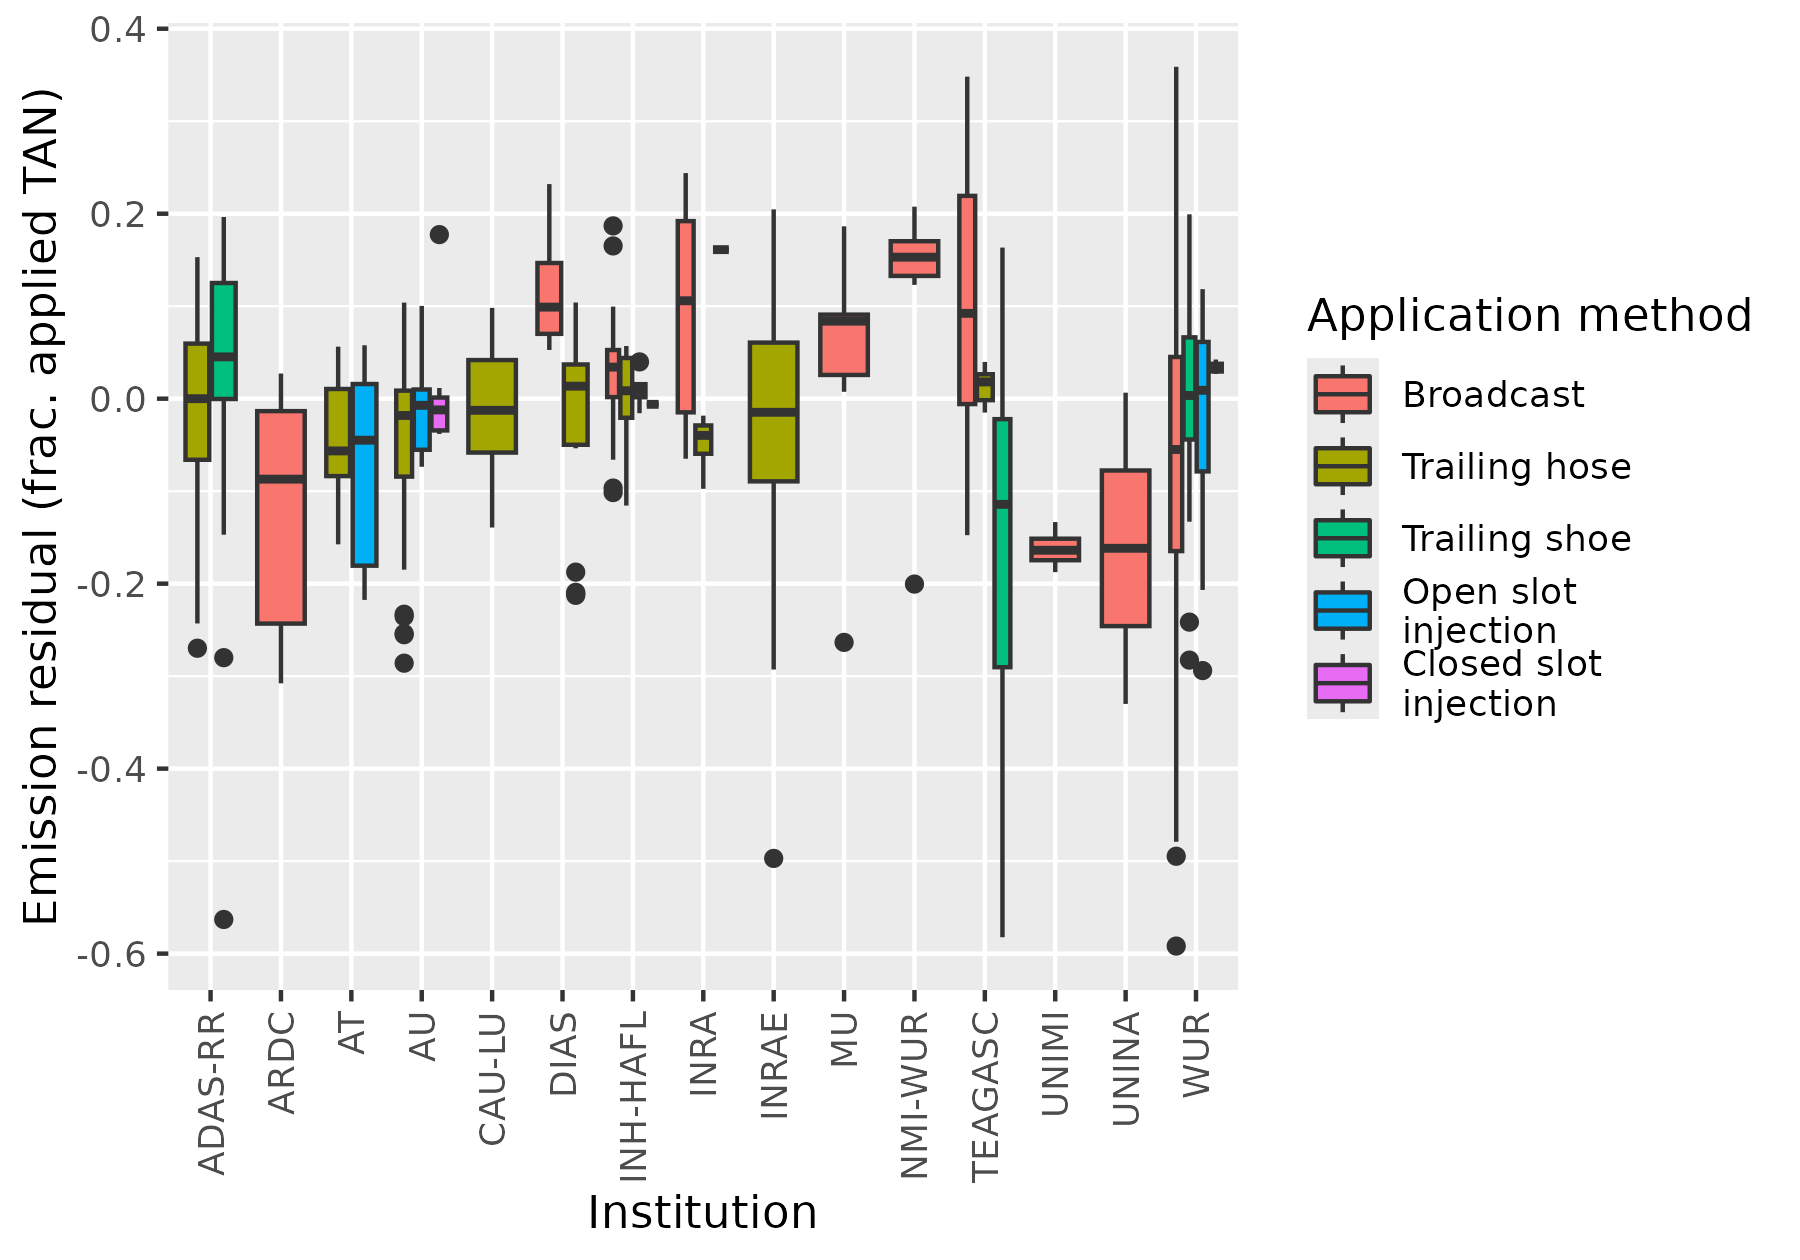 Emission residual (frac. applied TAN)
0.4
0.2
0.0
-0.2
-0.4
-0.6
ADAS-RR
ARDC
AT
AU
CAU-LU
DIAS
INH-HAFL
INRA
INRAE
MU
NMI-WUR
TEAGASC
UNIMI
UNINA
WUR
Institution
Application method
Broadcast
Trailing hose
Trailing shoe
Open slot
injection
Closed slot
injection